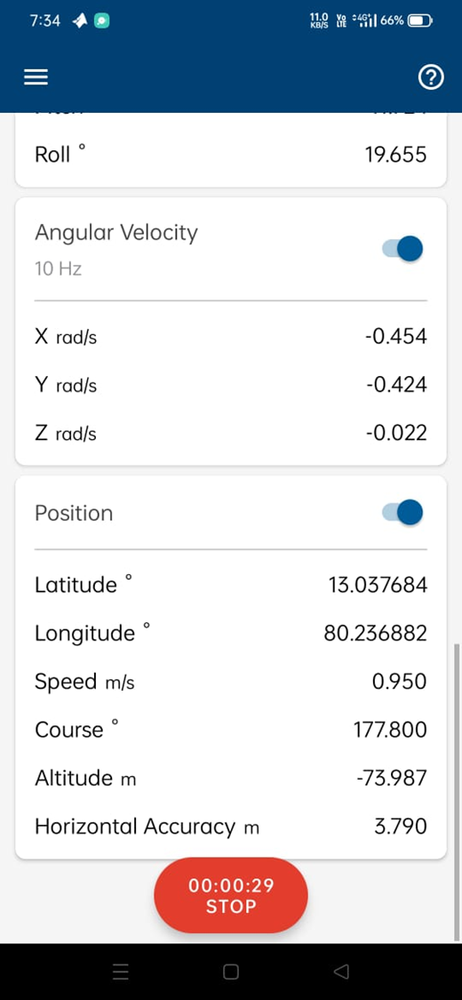 7:34 11.0 KB/S Vo LTE 4G+ 66%
Roll ° 19.655
Angular Velocity
10 Hz
X rad/s -0.454
Y rad/s -0.424
Z rad/s -0.022
Position
Latitude ° 13.037684
Longitude ° 80.236882
Speed m/s 0.950
Course ° 177.800
Altitude m -73.987
Horizontal Accuracy m 3.790
00:00:29
STOP